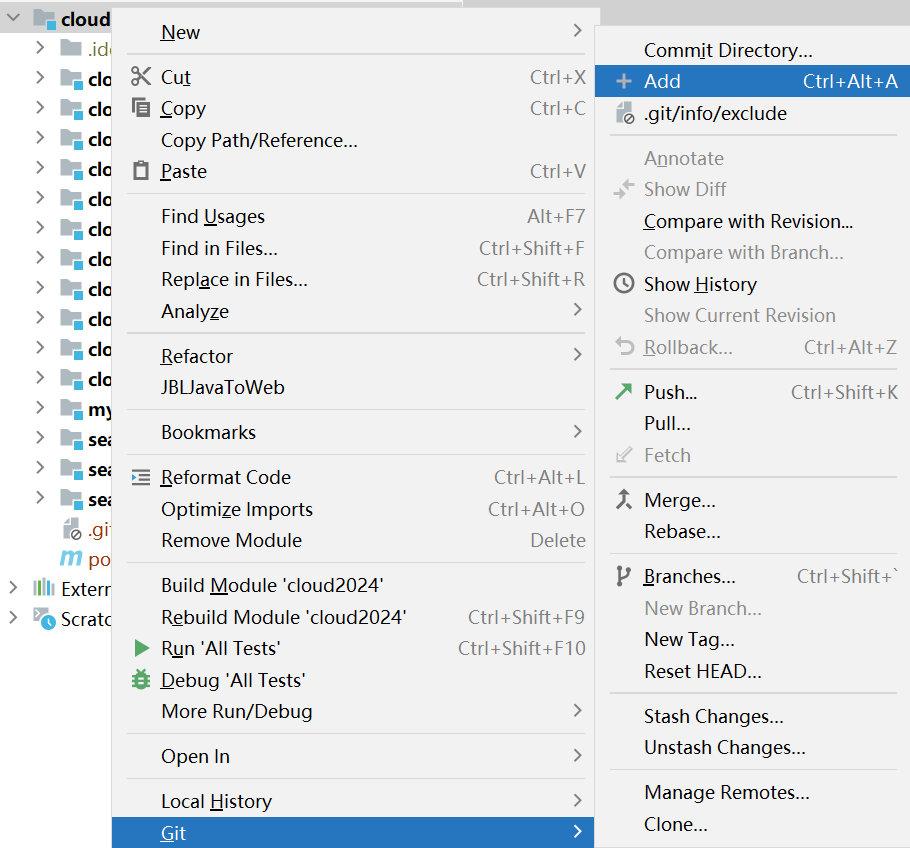 cloud
.id
clo
clo
clo
clo
clo
clo
clo
clo
clo
clo
clo
my
sea
sea
sea
.gi
po
Extern
Scratc
New
Cut Ctrl+X
Copy Ctrl+C
Copy Path/Reference...
Paste Ctrl+V
Find Usages Alt+F7
Find in Files... Ctrl+Shift+F
Replace in Files... Ctrl+Shift+R
Analyze
Refactor
JBLJavaToWeb
Bookmarks
Reformat Code Ctrl+Alt+L
Optimize Imports Ctrl+Alt+O
Remove Module Delete
Build Module 'cloud2024'
Rebuild Module 'cloud2024' Ctrl+Shift+F9
Run 'All Tests' Ctrl+Shift+F10
Debug 'All Tests'
More Run/Debug
Open In
Local History
Git
Commit Directory...
Add Ctrl+Alt+A
.git/info/exclude
Annotate
Show Diff
Compare with Revision...
Compare with Branch...
Show History
Show Current Revision
Rollback... Ctrl+Alt+Z
Push... Ctrl+Shift+K
Pull...
Fetch
Merge...
Rebase...
Branches... Ctrl+Shift+`
New Branch...
New Tag...
Reset HEAD...
Stash Changes...
Unstash Changes...
Manage Remotes...
Clone...